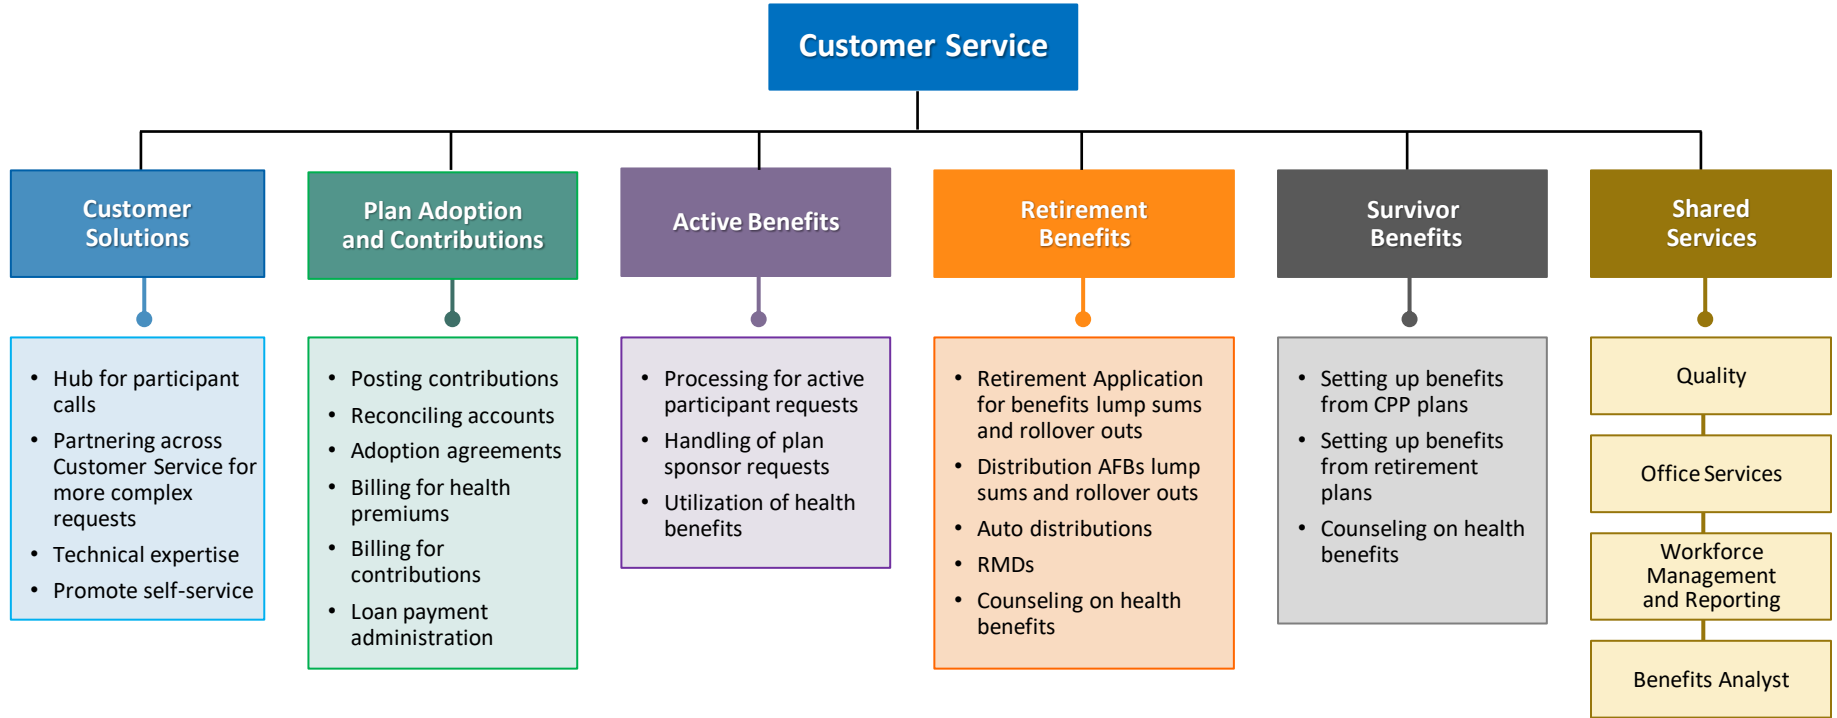 Customer Service
Customer
Solutions
Plan Adoption
and Contributions
Active Benefits
Retirement
Benefits
Survivor
Benefits
Shared
Services
• Hub for participant
calls
• Partnering across
Customer Service for
more complex
requests
• Technical expertise
• Promote self-service
• Posting contributions
• Reconciling accounts
• Adoption agreements
• Billing for health
premiums
• Billing for
contributions
• Loan payment
administration
• Processing for active
participant requests
• Handling of plan
sponsor requests
• Utilization of health
benefits
• Retirement Application
for benefits lump sums
and rollover outs
• Distribution AFBs lump
sums and rollover outs
• Auto distributions
• RMDs
• Counseling on health
benefits
• Setting up benefits
from CPP plans
• Setting up benefits
from retirement
plans
• Counseling on health
benefits
Quality
Office Services
Workforce
Management
and Reporting
Benefits Analyst